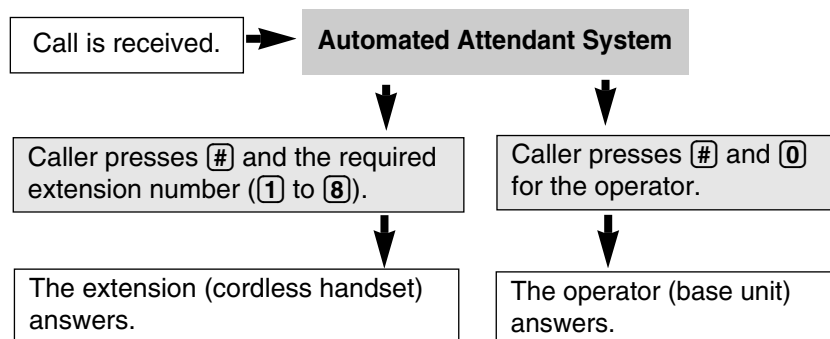 Call is received.
Automated Attendant System
Caller presses # and the required
extension number (1 to 8).
Caller presses # and 0
for the operator.
The extension (cordless handset)
answers.
The operator (base unit)
answers.